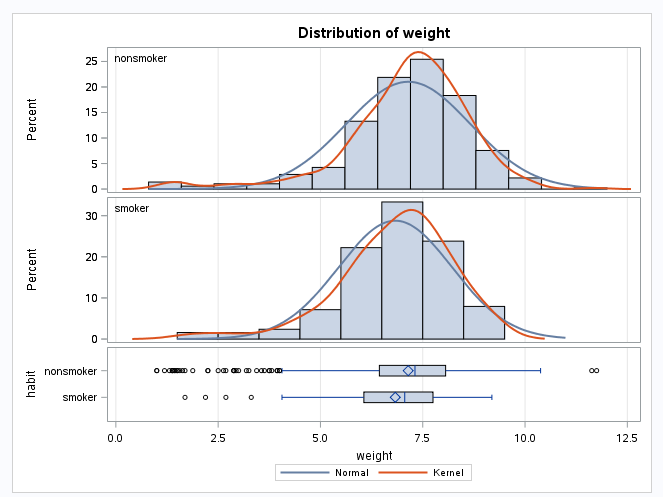 Distribution of weight
nonsmoker
25
20
15
10
5
0
Percent
smoker
30
20
10
0
Percent
nonsmoker
smoker
habit
0.0 2.5 5.0 7.5 10.0 12.5
weight
Normal Kernel